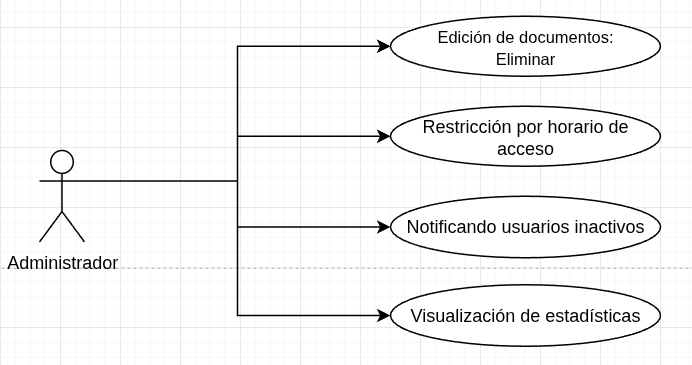 Edición de documentos:
Eliminar
Restricción por horario de
acceso
Notificando usuarios inactivos
Administrador
Visualización de estadísticas